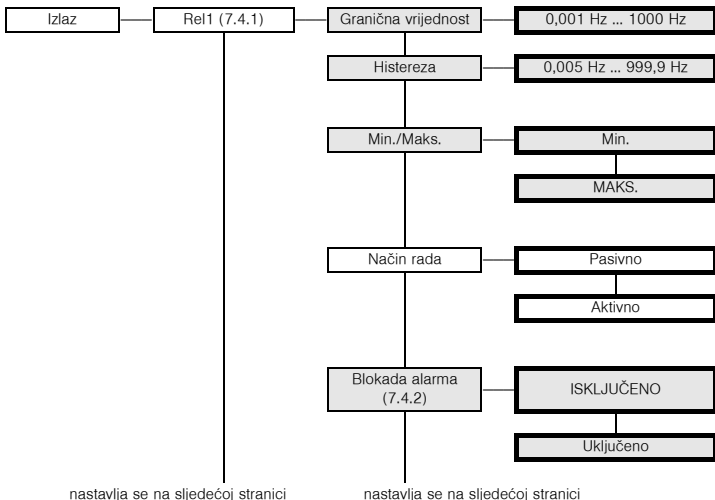 Izlaz
Rel1 (7.4.1)
Granična vrijednost
0,001 Hz ... 1000 Hz
Histereza
0,005 Hz ... 999,9 Hz
Min./Maks.
Min.
MAKS.
Način rada
Pasivno
Aktivno
Blokada alarma
(7.4.2)
ISKLJUČENO
Uključeno
nastavlja se na sljedećoj stranici
nastavlja se na sljedećoj stranici